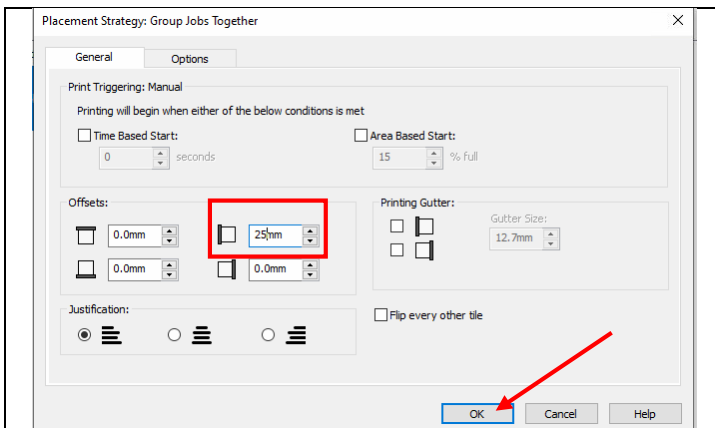 Placement Strategy: Group Jobs Together
General Options
Print Triggering: Manual
Printing will begin when either of the below conditions is met
Time Based Start: Area Based Start:
0 seconds 15 % full
Offsets: Printing Gutter:
Gutter Size:
0.0mm 25mm 12.7mm
0.0mm 0.0mm
Justification:
Flip every other tile
OK Cancel Help